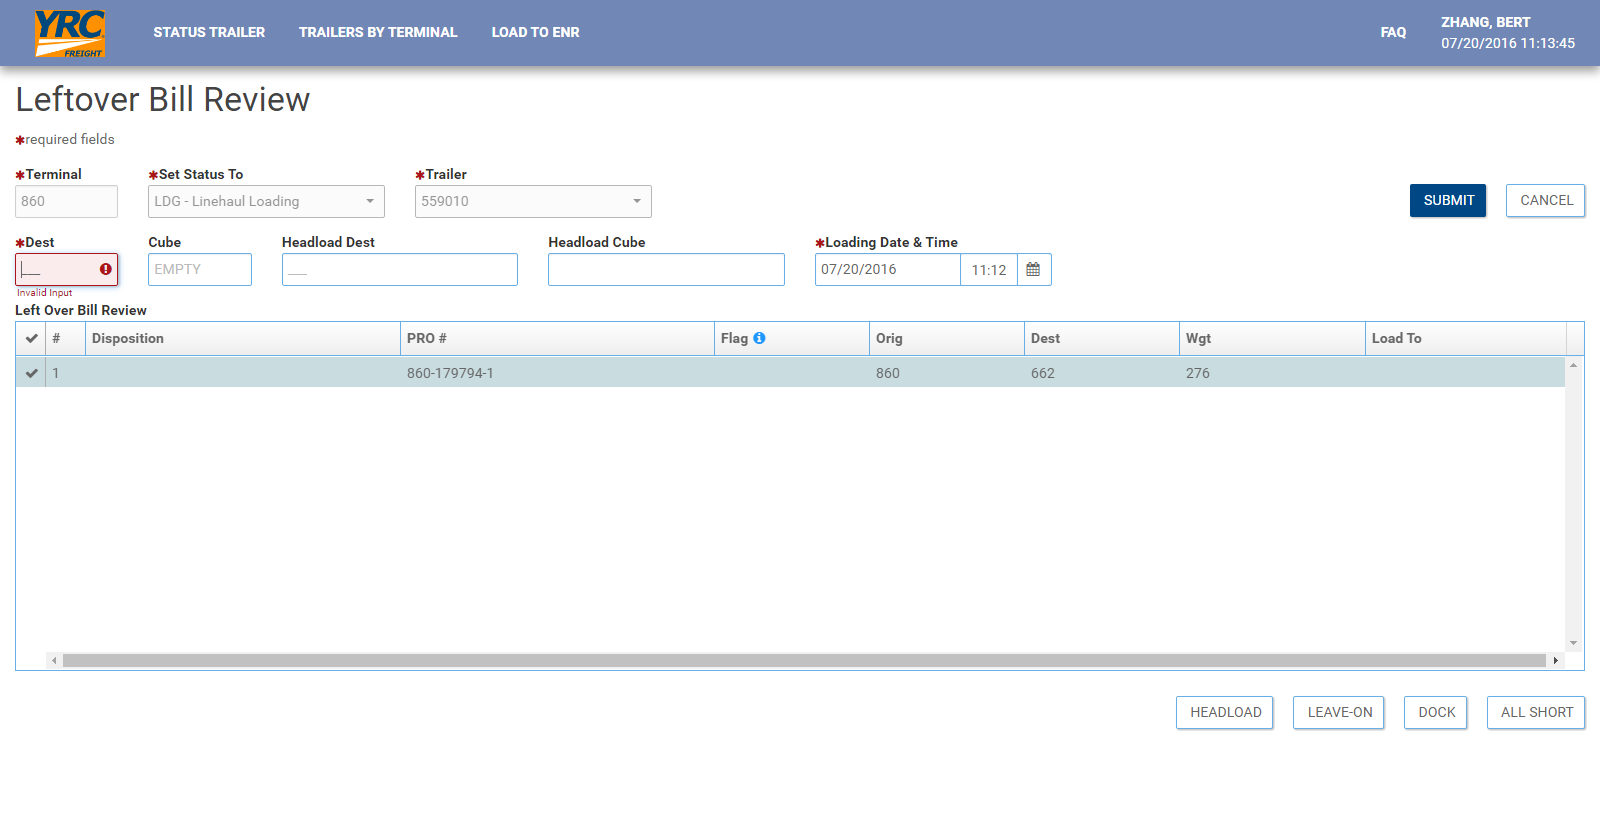 YRC
FREIGHT
STATUS TRAILER
TRAILERS BY TERMINAL
LOAD TO ENR
FAQ
ZHANG, BERT
07/20/2016 11:13:45
Leftover Bill Review
✱required fields
✱Terminal
✱Set Status To
✱Trailer
860
LDG - Linehaul Loading
559010
SUBMIT
CANCEL
✱Dest
Cube
Headload Dest
Headload Cube
✱Loading Date & Time
___
EMPTY
___
07/20/2016
11:12
Invalid Input
Left Over Bill Review
# Disposition PRO # Flag Orig Dest Wgt Load To
1 860-179794-1 860 662 276
HEADLOAD
LEAVE-ON
DOCK
ALL SHORT